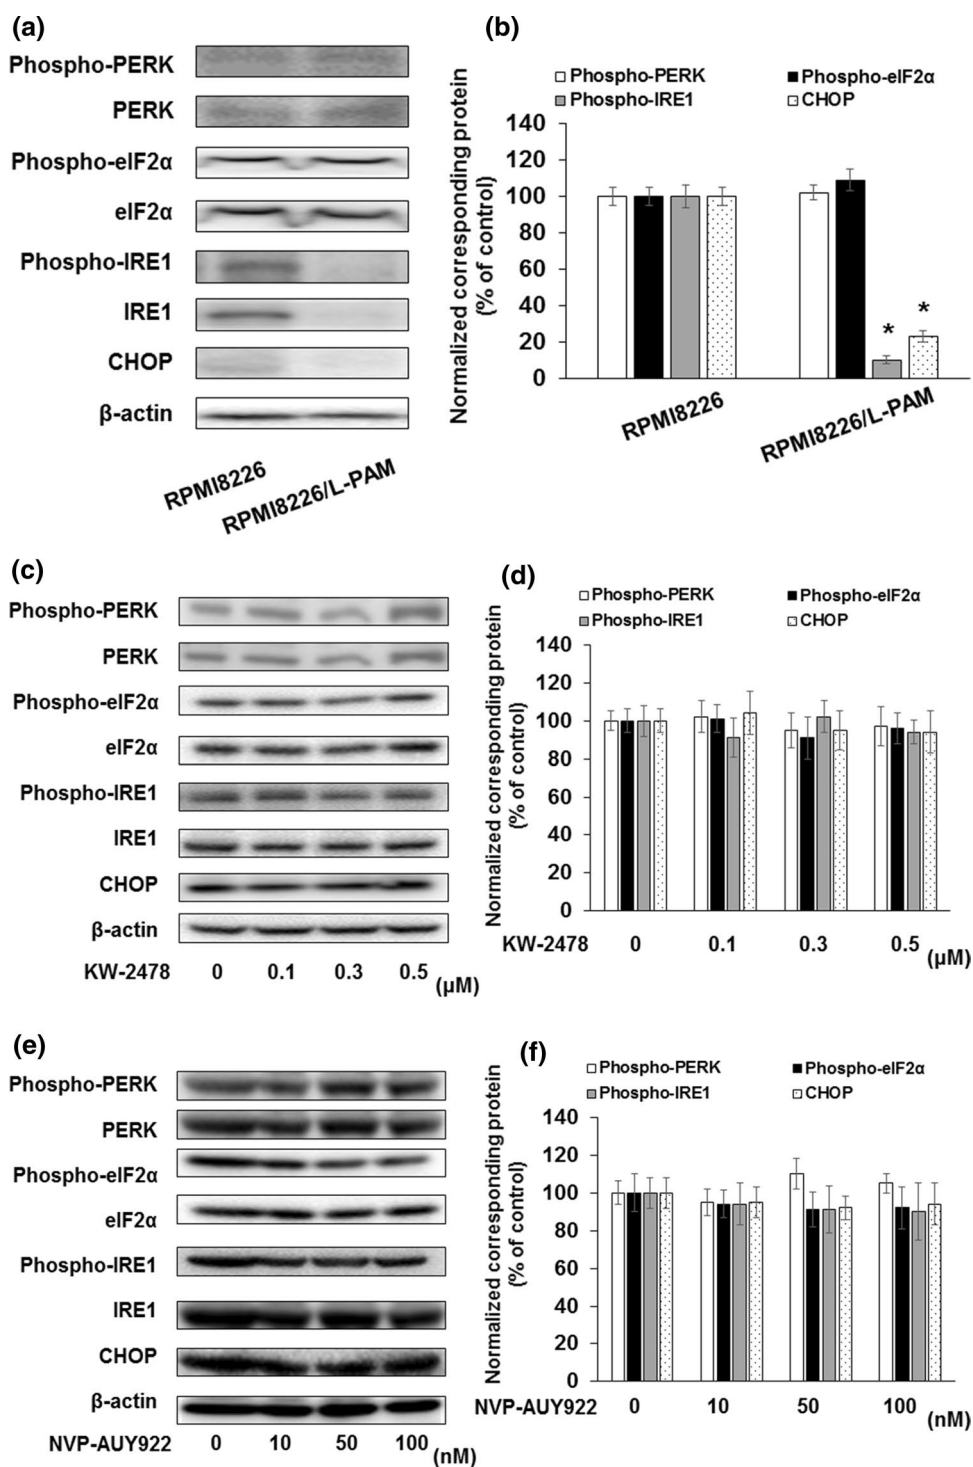 (a)
Phospho-PERK
PERK
Phospho-eIF2α
eIF2α
Phospho-IRE1
IRE1
CHOP
β-actin
RPMI8226
RPMI8226/L-PAM
(b)
Phospho-PERK
Phospho-eIF2α
Phospho-IRE1
CHOP
Normalized corresponding protein
(% of control)
140
120
100
80
60
40
20
0
*
*
RPMI8226
RPMI8226/L-PAM
(c)
Phospho-PERK
PERK
Phospho-eIF2α
eIF2α
Phospho-IRE1
IRE1
CHOP
β-actin
KW-2478 0 0.1 0.3 0.5 (μM)
(d)
Phospho-PERK
Phospho-eIF2α
Phospho-IRE1
CHOP
Normalized corresponding protein
(% of control)
140
120
100
80
60
40
20
0
KW-2478 0 0.1 0.3 0.5 (μM)
(e)
Phospho-PERK
PERK
Phospho-eIF2α
eIF2α
Phospho-IRE1
IRE1
CHOP
β-actin
NVP-AUY922 0 10 50 100 (nM)
(f)
Phospho-PERK
Phospho-eIF2α
Phospho-IRE1
CHOP
Normalized corresponding protein
(% of control)
140
120
100
80
60
40
20
0
NVP-AUY922 0 10 50 100 (nM)